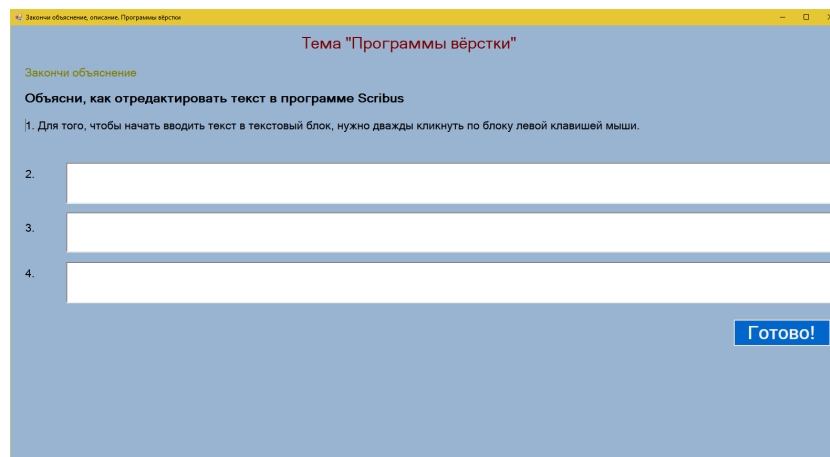 Закончи объяснение, описание. Программы вёрстки
Тема "Программы вёрстки"
Закончи объяснение
Объясни, как отредактировать текст в программе Scribus
1. Для того, чтобы начать вводить текст в текстовый блок, нужно дважды кликнуть по блоку левой клавишей мыши.
2.
3.
4.
Готово!